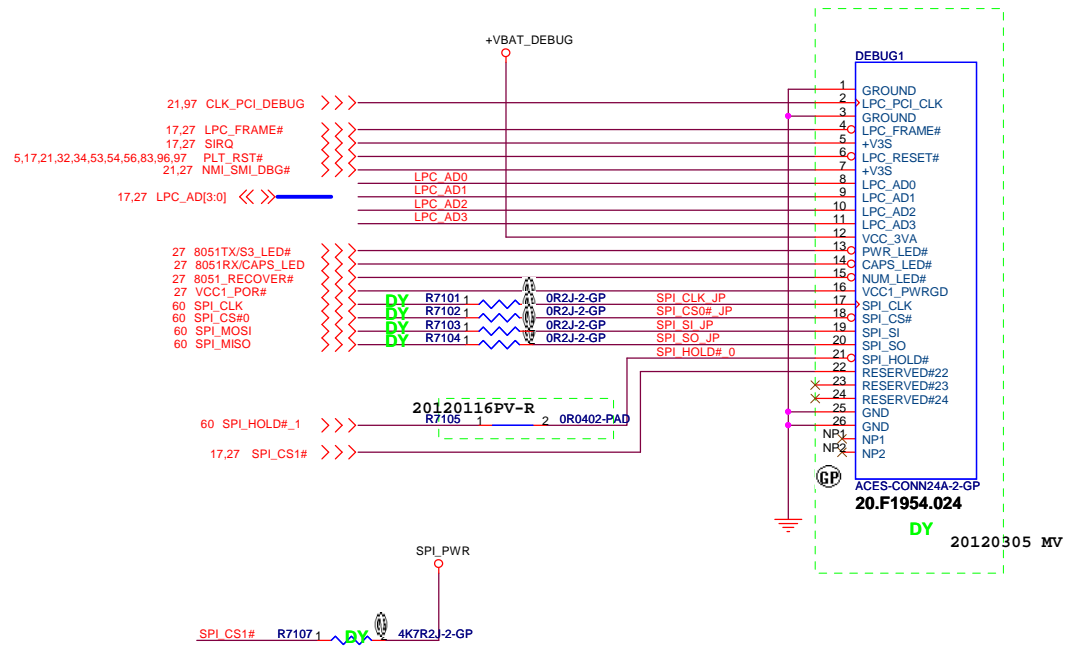 +VBAT_DEBUG
DEBUG1
21,97 CLK_PCI_DEBUG
17,27 LPC_FRAME#
17,27 SIRQ
5,17,21,32,34,53,54,56,83,96,97 PLT_RST#
21,27 NMI_SMI_DBG#
17,27 LPC_AD[3:0]
LPC_AD0
LPC_AD1
LPC_AD2
LPC_AD3
27 8051TX/S3_LED#
27 8051RX/CAPS_LED
27 8051_RECOVER#
27 VCC1_POR#
60 SPI_CLK
60 SPI_CS#0
60 SPI_MOSI
60 SPI_MISO
DY R7101 1 0R2J-2-GP SPI_CLK_JP
DY R7102 1 0R2J-2-GP SPI_CS0#_JP
DY R7103 1 0R2J-2-GP SPI_SI_JP
DY R7104 1 0R2J-2-GP SPI_SO_JP
SPI_HOLD#_0
20120116PV-R
60 SPI_HOLD#_1 R7105 1 2 0R0402-PAD
17,27 SPI_CS1#
1 GROUND
2 LPC_PCI_CLK
3 GROUND
4 LPC_FRAME#
5 +V3S
6 LPC_RESET#
7 +V3S
8 LPC_AD0
9 LPC_AD1
10 LPC_AD2
11 LPC_AD3
12 VCC_3VA
13 PWR_LED#
14 CAPS_LED#
15 NUM_LED#
16 VCC1_PWRGD
17 SPI_CLK
18 SPI_CS#
19 SPI_SI
20 SPI_SO
21 SPI_HOLD#
22 RESERVED#22
23 RESERVED#23
24 RESERVED#24
25 GND
26 GND
NP1 NP1
NP2 NP2
GP
ACES-CONN24A-2-GP
20.F1954.024
DY
20120305 MV
SPI_PWR
SPI_CS1# R7107 1 DY 4K7R2J-2-GP